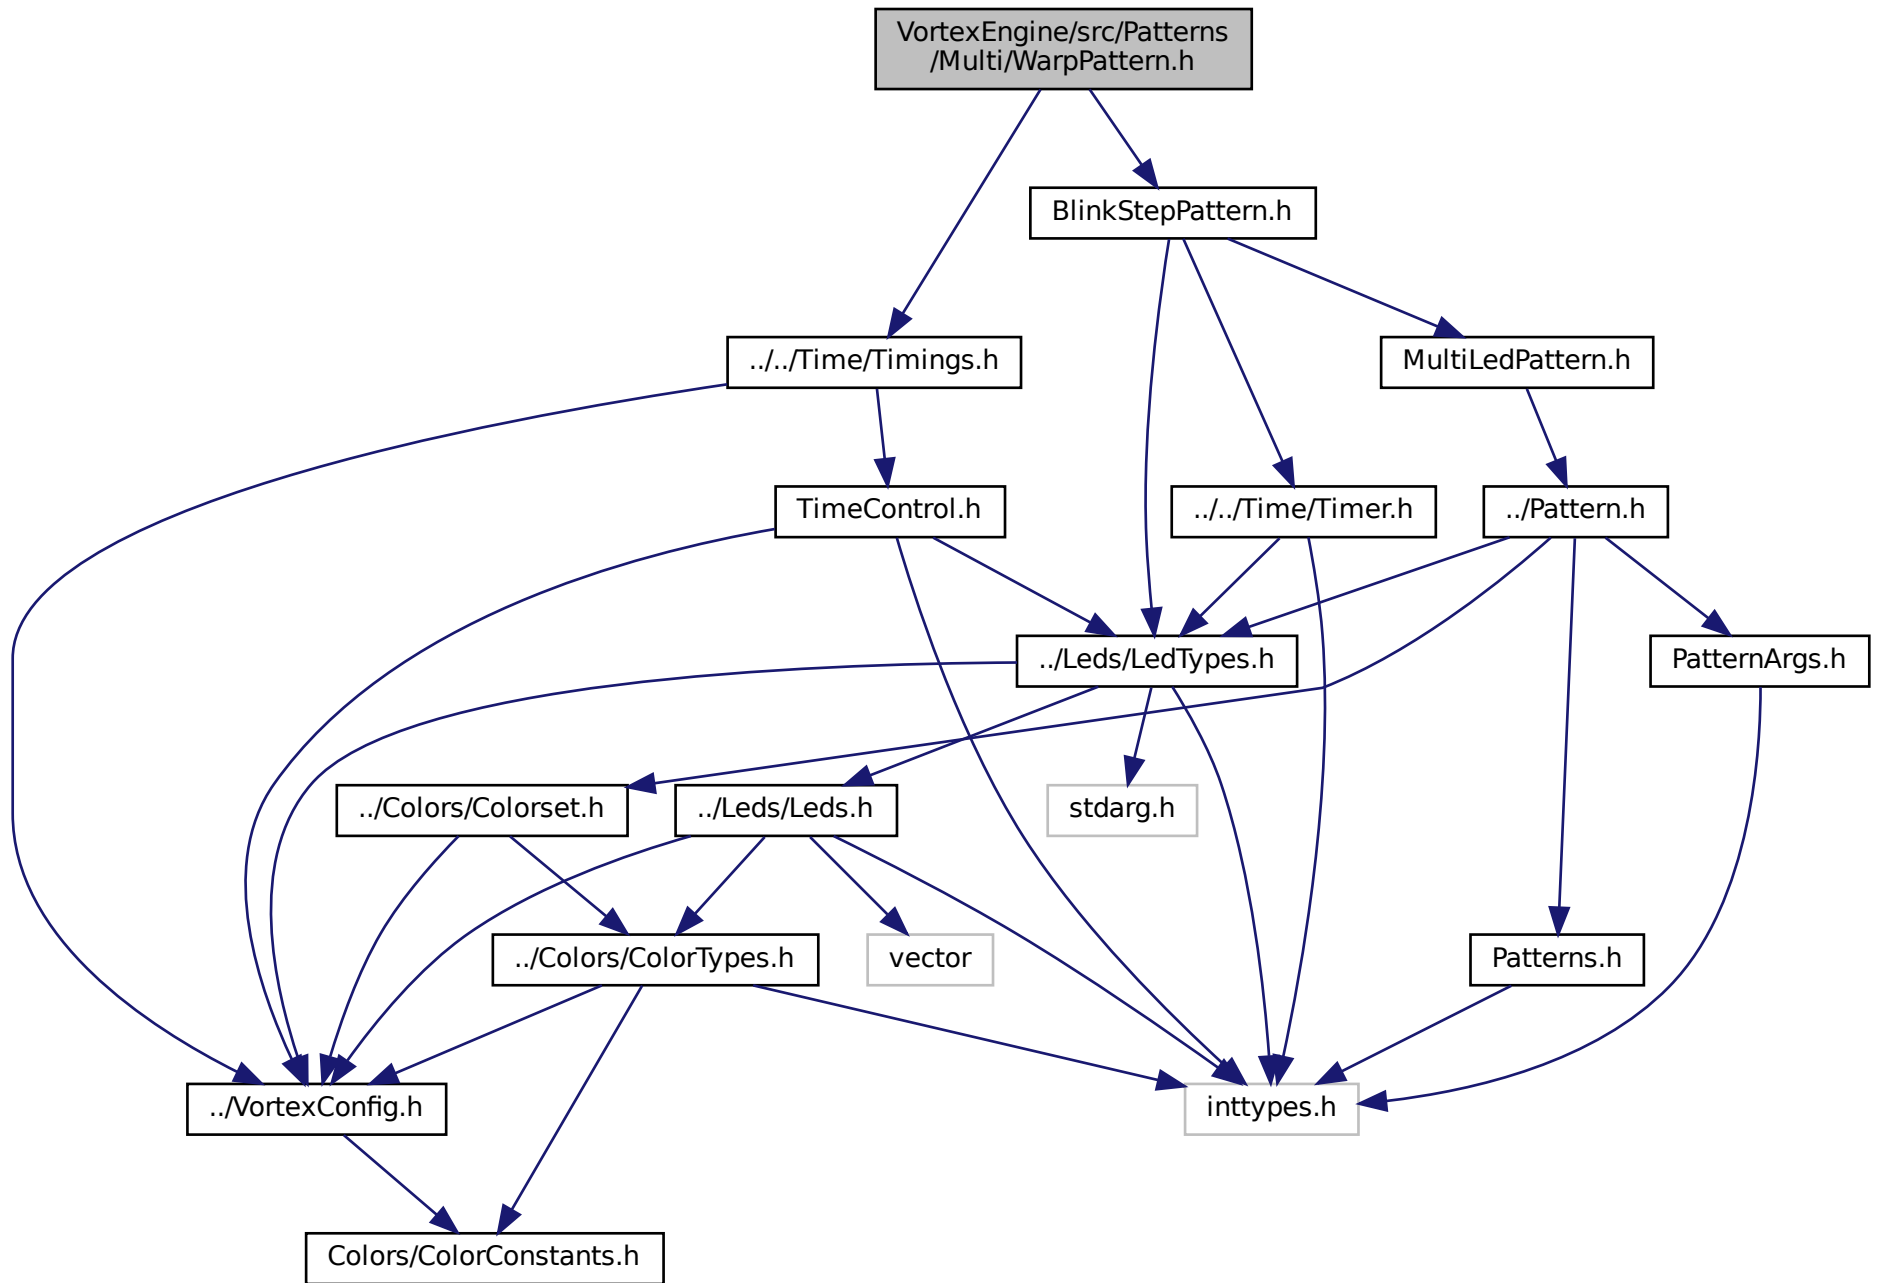 VortexEngine/src/Patterns
/Multi/WarpPattern.h
BlinkStepPattern.h
../../Time/Timings.h
MultiLedPattern.h
TimeControl.h
../../Time/Timer.h
../Pattern.h
../Leds/LedTypes.h
PatternArgs.h
../Colors/Colorset.h
../Leds/Leds.h
stdarg.h
../Colors/ColorTypes.h
vector
Patterns.h
../VortexConfig.h
inttypes.h
Colors/ColorConstants.h